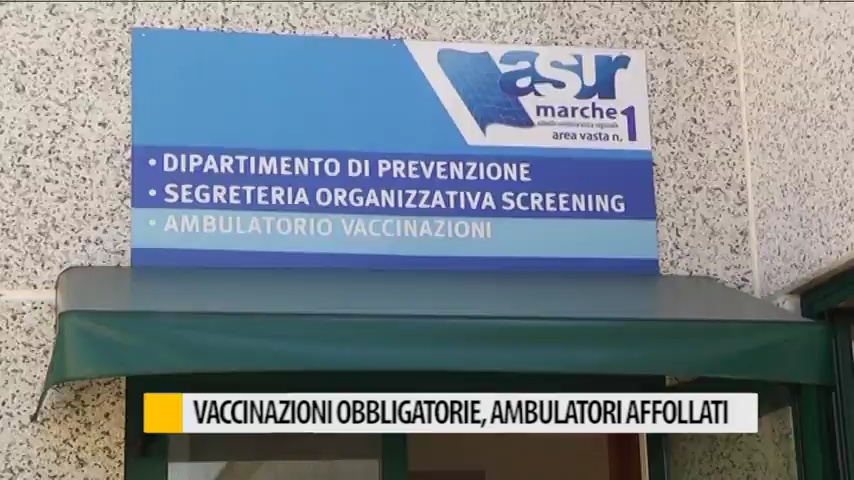 asur
marche 1
area vasta n.
• DIPARTIMENTO DI PREVENZIONE
• SEGRETERIA ORGANIZZATIVA SCREENING
• AMBULATORIO VACCINAZIONI
VACCINAZIONI OBBLIGATORIE, AMBULATORI AFFOLLATI